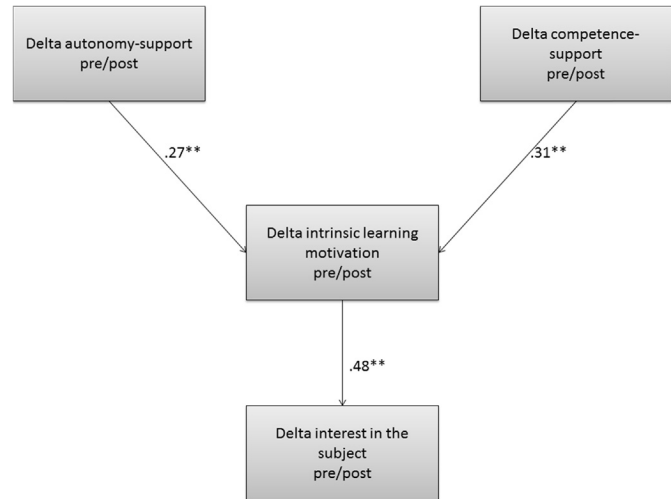 Delta autonomy-support
pre/post
Delta competence-
support
pre/post
.27**
.31**
Delta intrinsic learning
motivation
pre/post
.48**
Delta interest in the
subject
pre/post